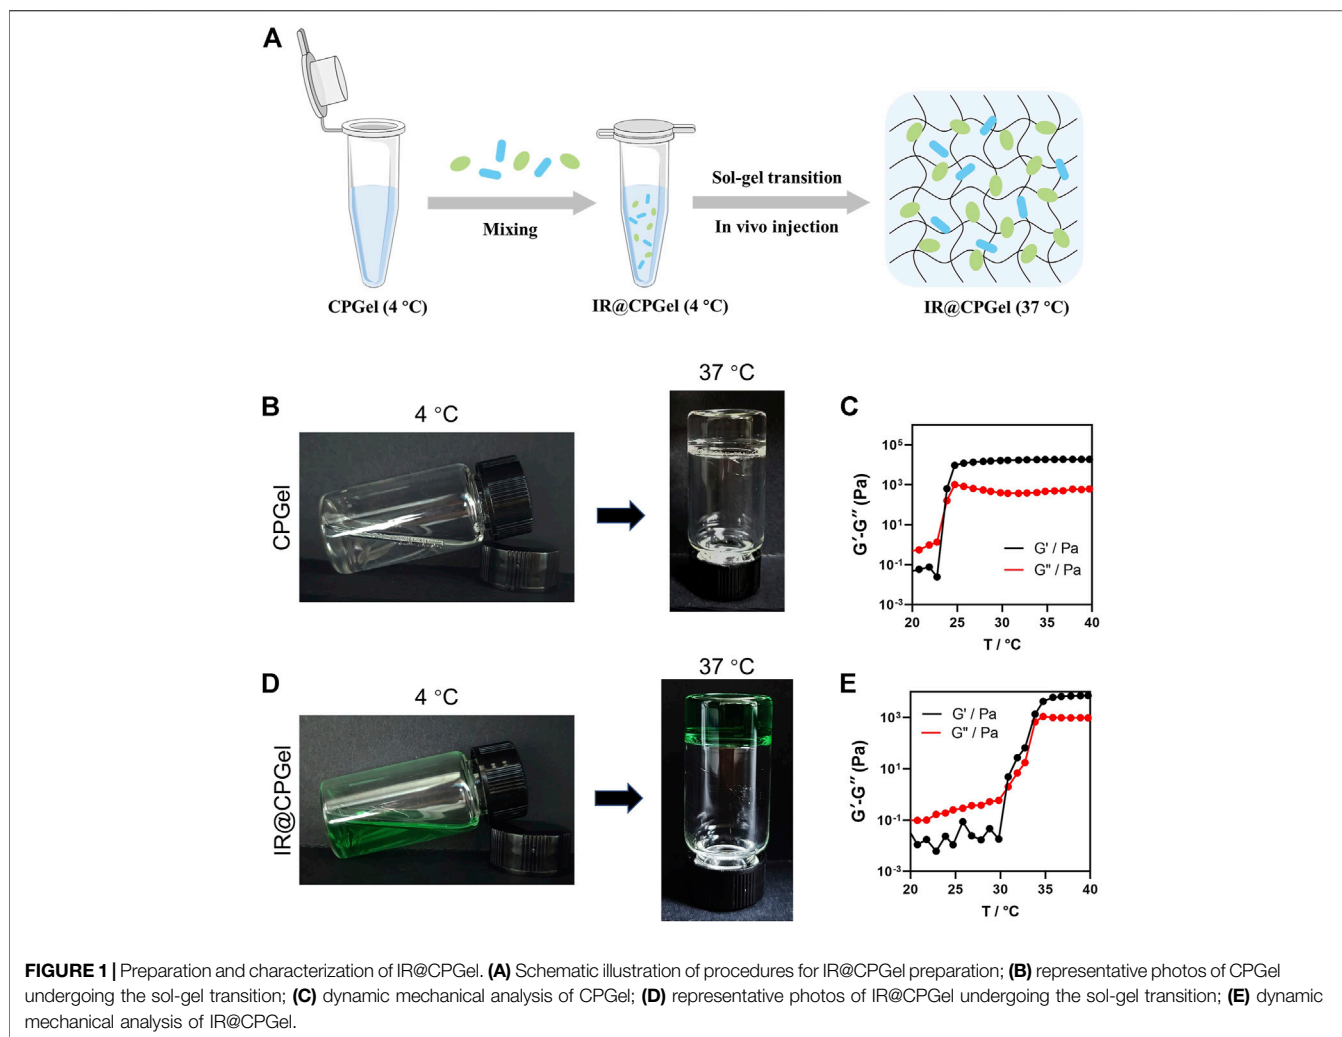 A
Mixing
Sol-gel transition
In vivo injection
CPGel (4 °C)
IR@CPGel (4 °C)
IR@CPGel (37 °C)
B
4 °C
37 °C
CPGel
C
G′-G″ (Pa)
10⁵
10³
10¹
10⁻¹
10⁻³
G' / Pa
G" / Pa
20 25 30 35 40
T / °C
D
4 °C
37 °C
IR@CPGel
E
G′-G″ (Pa)
10³
10¹
10⁻¹
10⁻³
G' / Pa
G" / Pa
20 25 30 35 40
T / °C
FIGURE 1 | Preparation and characterization of IR@CPGel. (A) Schematic illustration of procedures for IR@CPGel preparation; (B) representative photos of CPGel
undergoing the sol-gel transition; (C) dynamic mechanical analysis of CPGel; (D) representative photos of IR@CPGel undergoing the sol-gel transition; (E) dynamic
mechanical analysis of IR@CPGel.